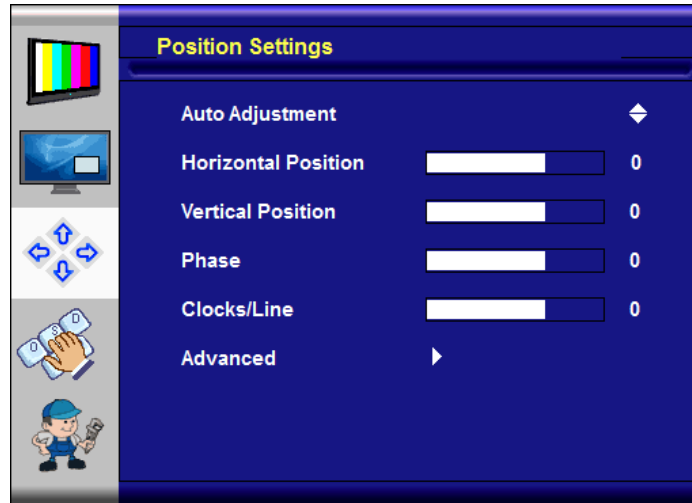 Position Settings
Auto Adjustment
Horizontal Position 0
Vertical Position 0
Phase 0
Clocks/Line 0
Advanced
O S D